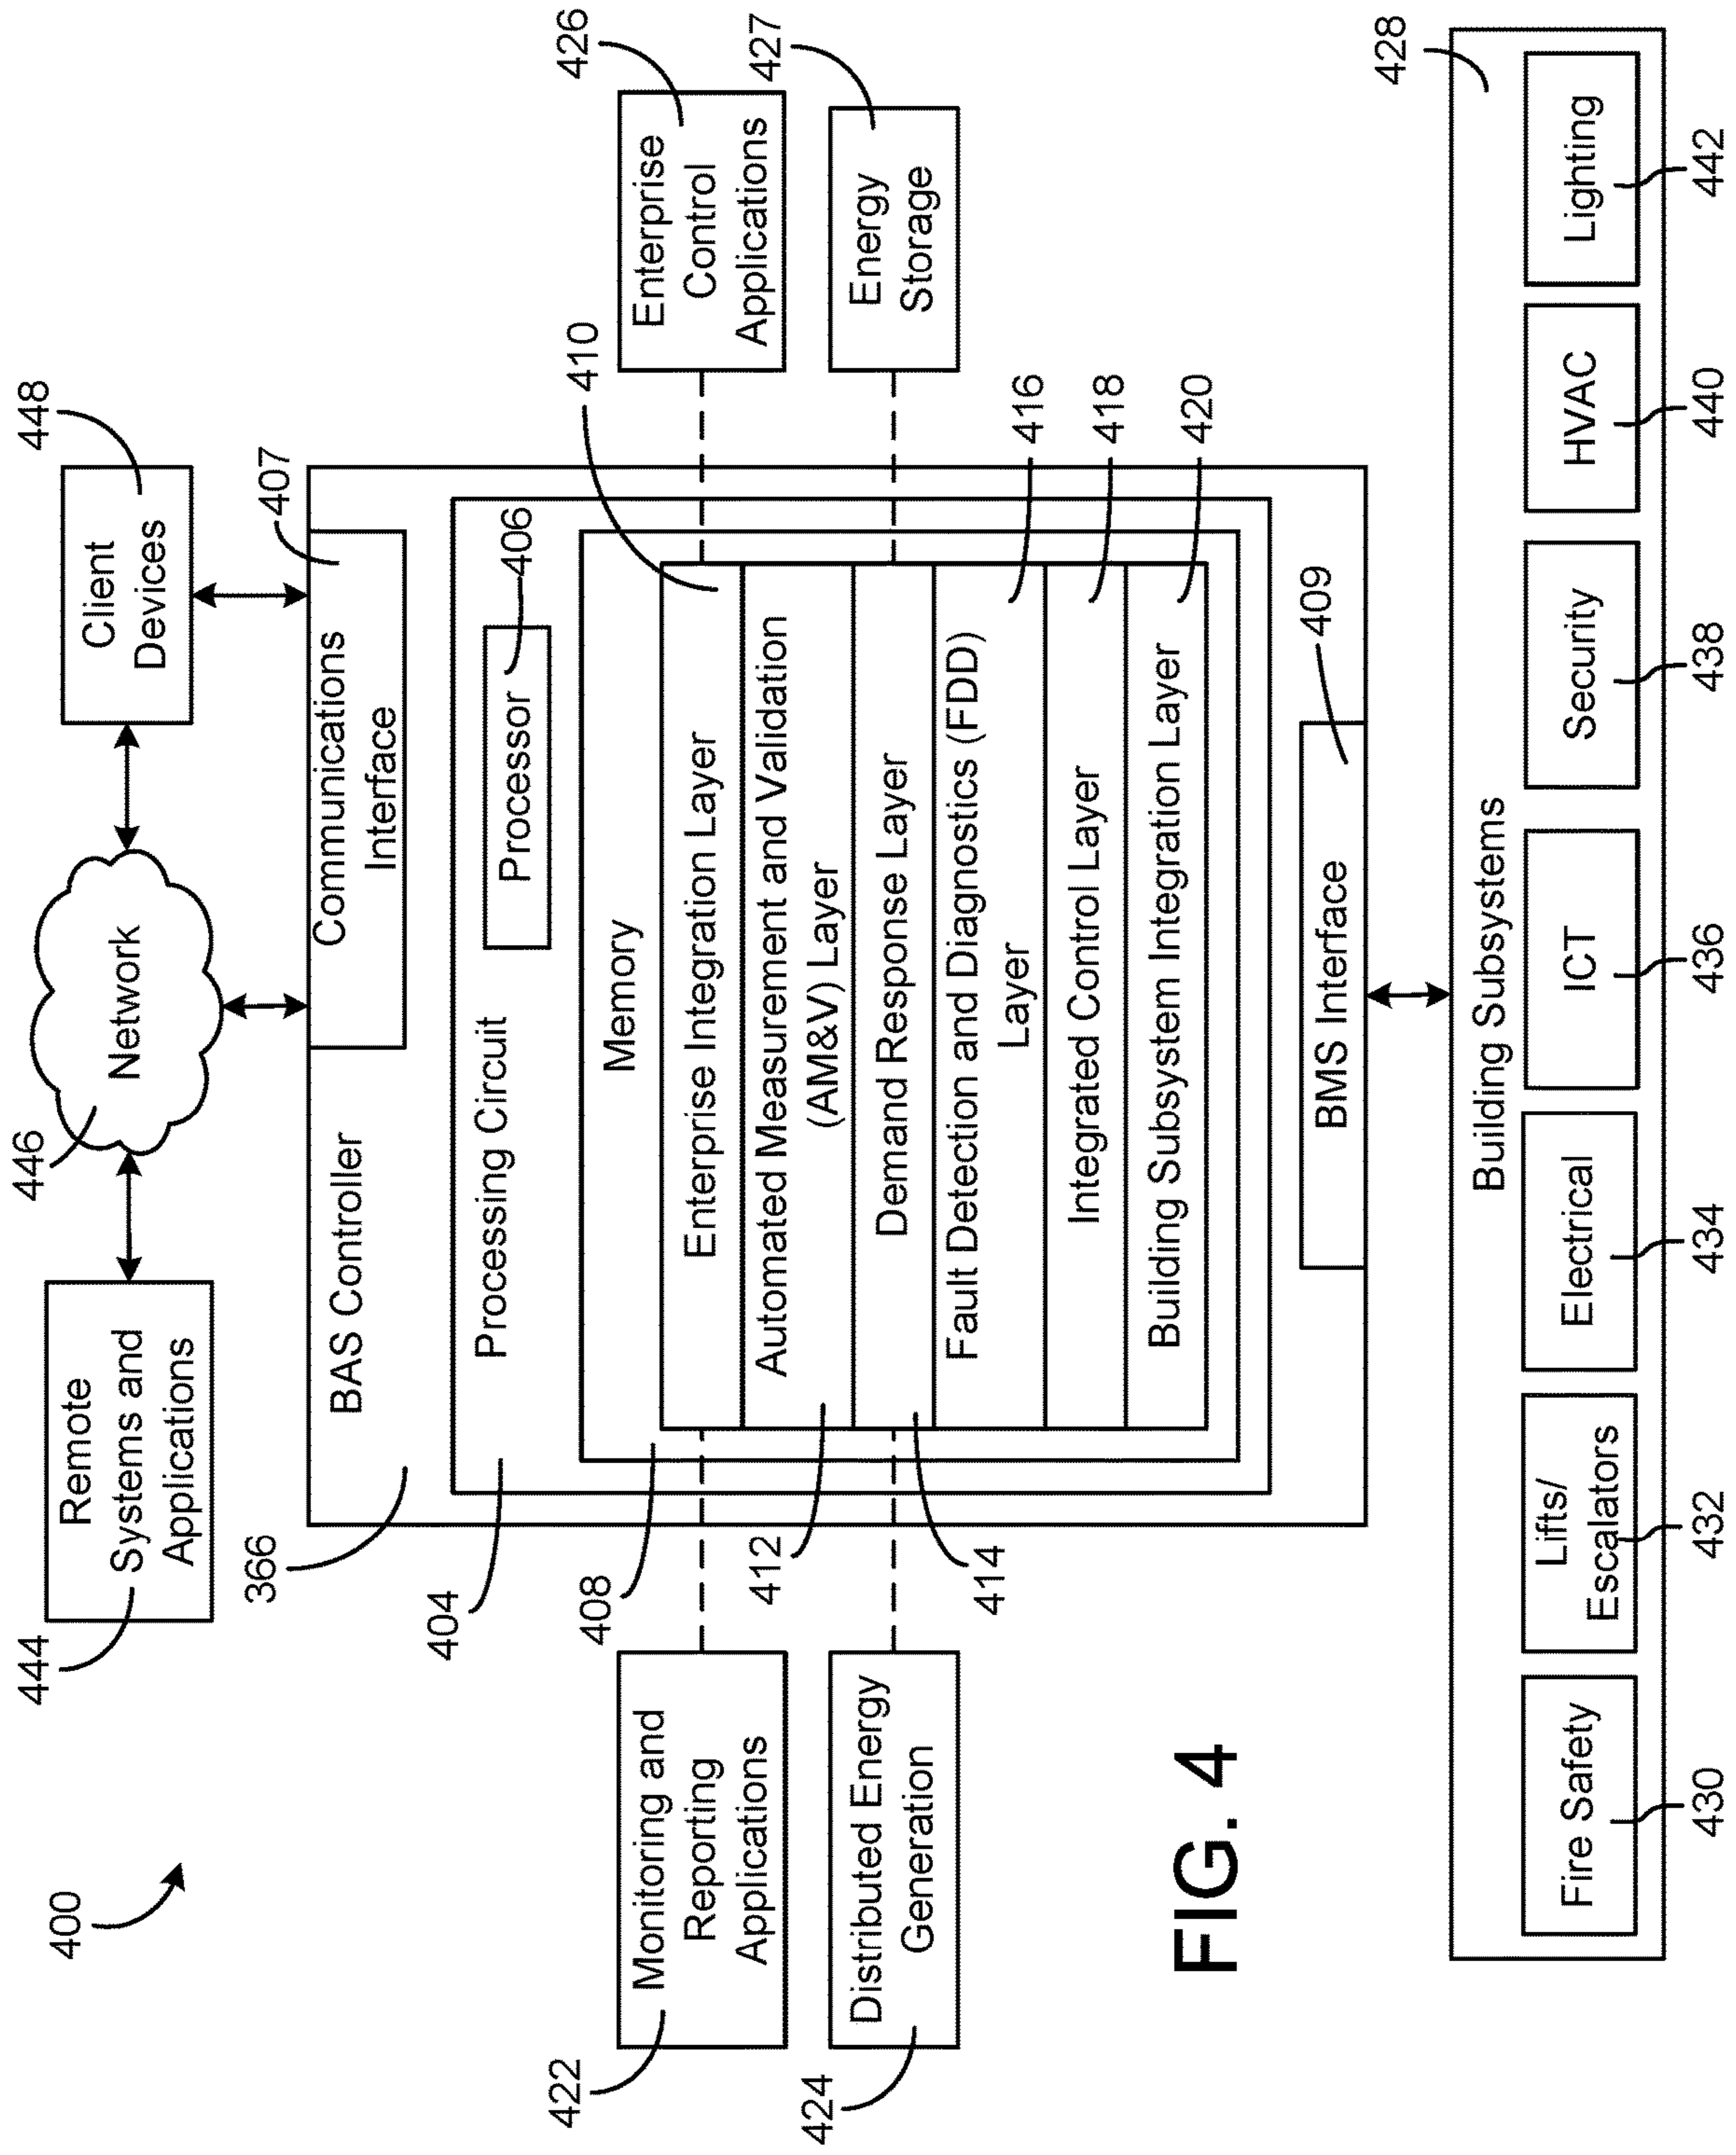 400
444
Remote
Systems and
Applications
446
Network
448
Client
Devices
366
BAS Controller
407
Communications
Interface
404
Processing Circuit
406
Processor
408
Memory
410
Enterprise Integration Layer
412
Automated Measurement and Validation
(AM&V) Layer
414
Demand Response Layer
416
Fault Detection and Diagnostics (FDD)
Layer
418
Integrated Control Layer
420
Building Subsystem Integration Layer
409
BMS Interface
422
Monitoring and
Reporting
Applications
424
Distributed Energy
Generation
426
Enterprise
Control
Applications
427
Energy
Storage
FIG. 4
428
Building Subsystems
Fire Safety
Lifts/
Escalators
Electrical
ICT
Security
HVAC
Lighting
430
432
434
436
438
440
442